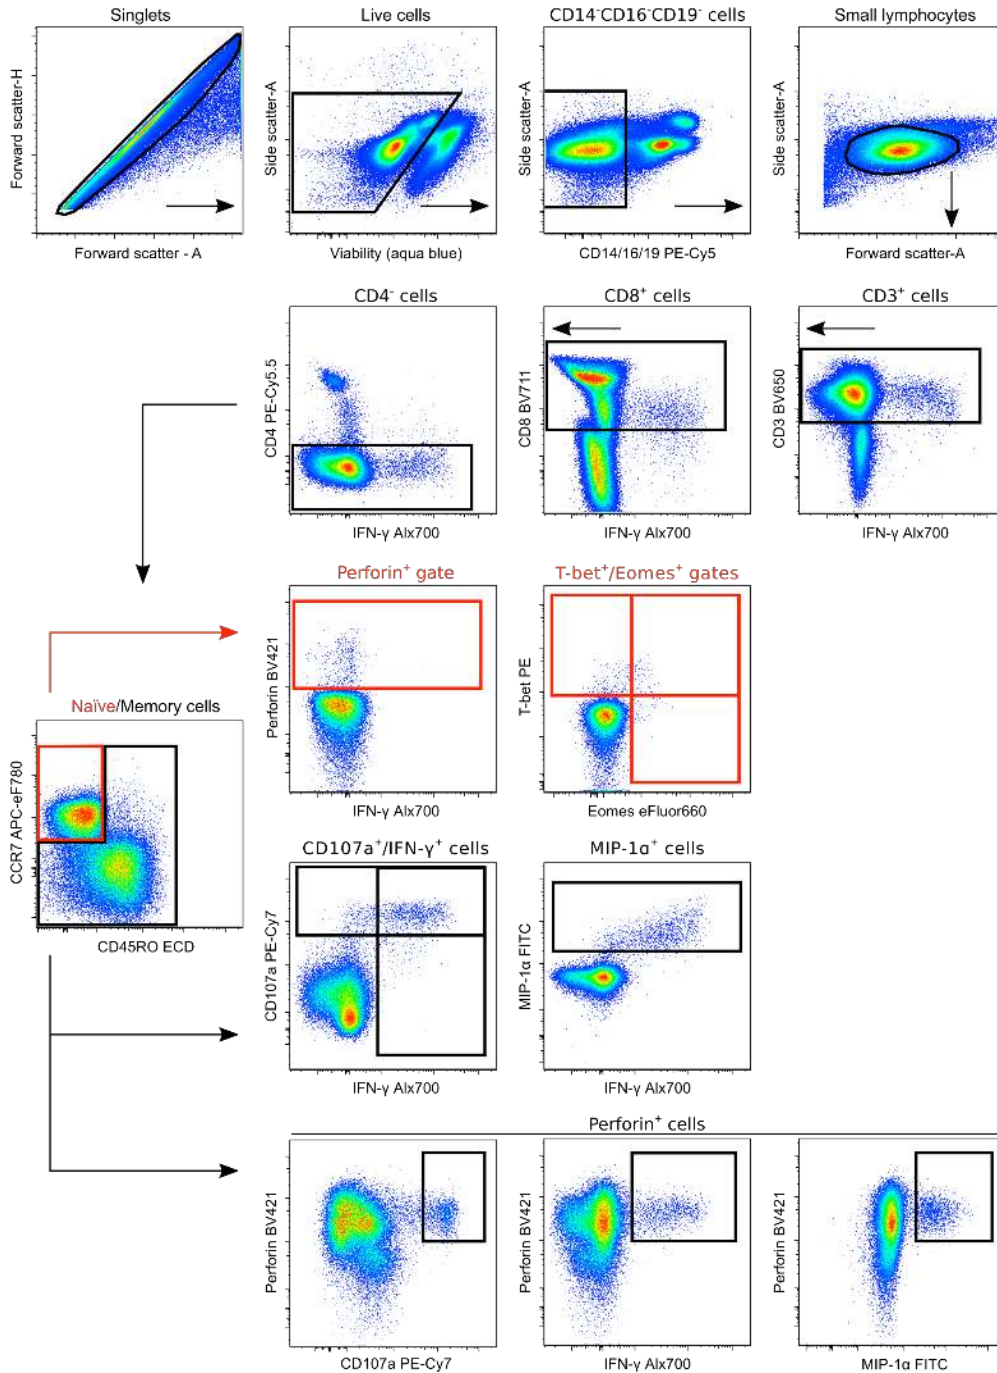 Singlets
Live cells
CD14⁻CD16⁻CD19⁻ cells
Small lymphocytes
Forward scatter-H
Side scatter-A
Side scatter-A
Side scatter-A
Forward scatter - A
Viability (aqua blue)
CD14/16/19 PE-Cy5
Forward scatter-A
CD4⁻ cells
CD8⁺ cells
CD3⁺ cells
CD4 PE-Cy5.5
CD8 BV711
CD3 BV650
IFN-γ Alx700
IFN-γ Alx700
IFN-γ Alx700
Perforin⁺ gate
T-bet⁺/Eomes⁺ gates
Perforin BV421
T-bet PE
IFN-γ Alx700
Eomes eFluor660
Naïve/Memory cells
CCR7 APC-eF780
CD45RO ECD
CD107a⁺/IFN-γ⁺ cells
MIP-1α⁺ cells
CD107a PE-Cy7
MIP-1α FITC
IFN-γ Alx700
IFN-γ Alx700
Perforin⁺ cells
Perforin BV421
Perforin BV421
Perforin BV421
CD107a PE-Cy7
IFN-γ Alx700
MIP-1α FITC